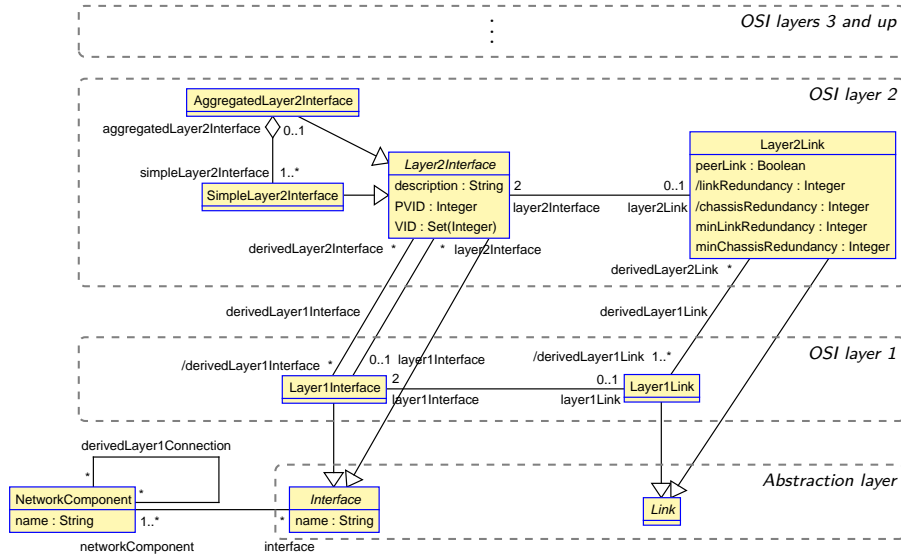 OSI layers 3 and up
OSI layer 2
AggregatedLayer2Interface
aggregatedLayer2Interface
0..1
simpleLayer2Interface
1..*
SimpleLayer2Interface
Layer2Interface
description : String
PVID : Integer
VID : Set(Integer)
2
layer2Interface
0..1
layer2Link
Layer2Link
peerLink : Boolean
/linkRedundancy : Integer
/chassisRedundancy : Integer
minLinkRedundancy : Integer
minChassisRedundancy : Integer
derivedLayer2Interface *
* layer2Interface
derivedLayer2Link *
derivedLayer1Interface
derivedLayer1Link
OSI layer 1
/derivedLayer1Interface *
0..1 layer1Interface
/derivedLayer1Link 1..*
Layer1Interface
2
layer1Interface
0..1
layer1Link
Layer1Link
derivedLayer1Connection
*
*
NetworkComponent
name : String
1..*
networkComponent
*
interface
Abstraction layer
Interface
name : String
Link